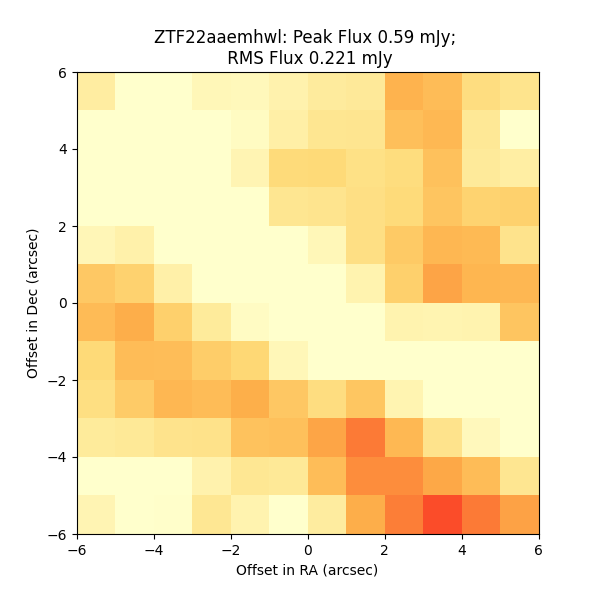 ZTF22aaemhwl: Peak Flux 0.59 mJy;
RMS Flux 0.221 mJy
6
4
2
0
−2
−4
−6
Offset in Dec (arcsec)
−6 −4 −2 0 2 4 6
Offset in RA (arcsec)